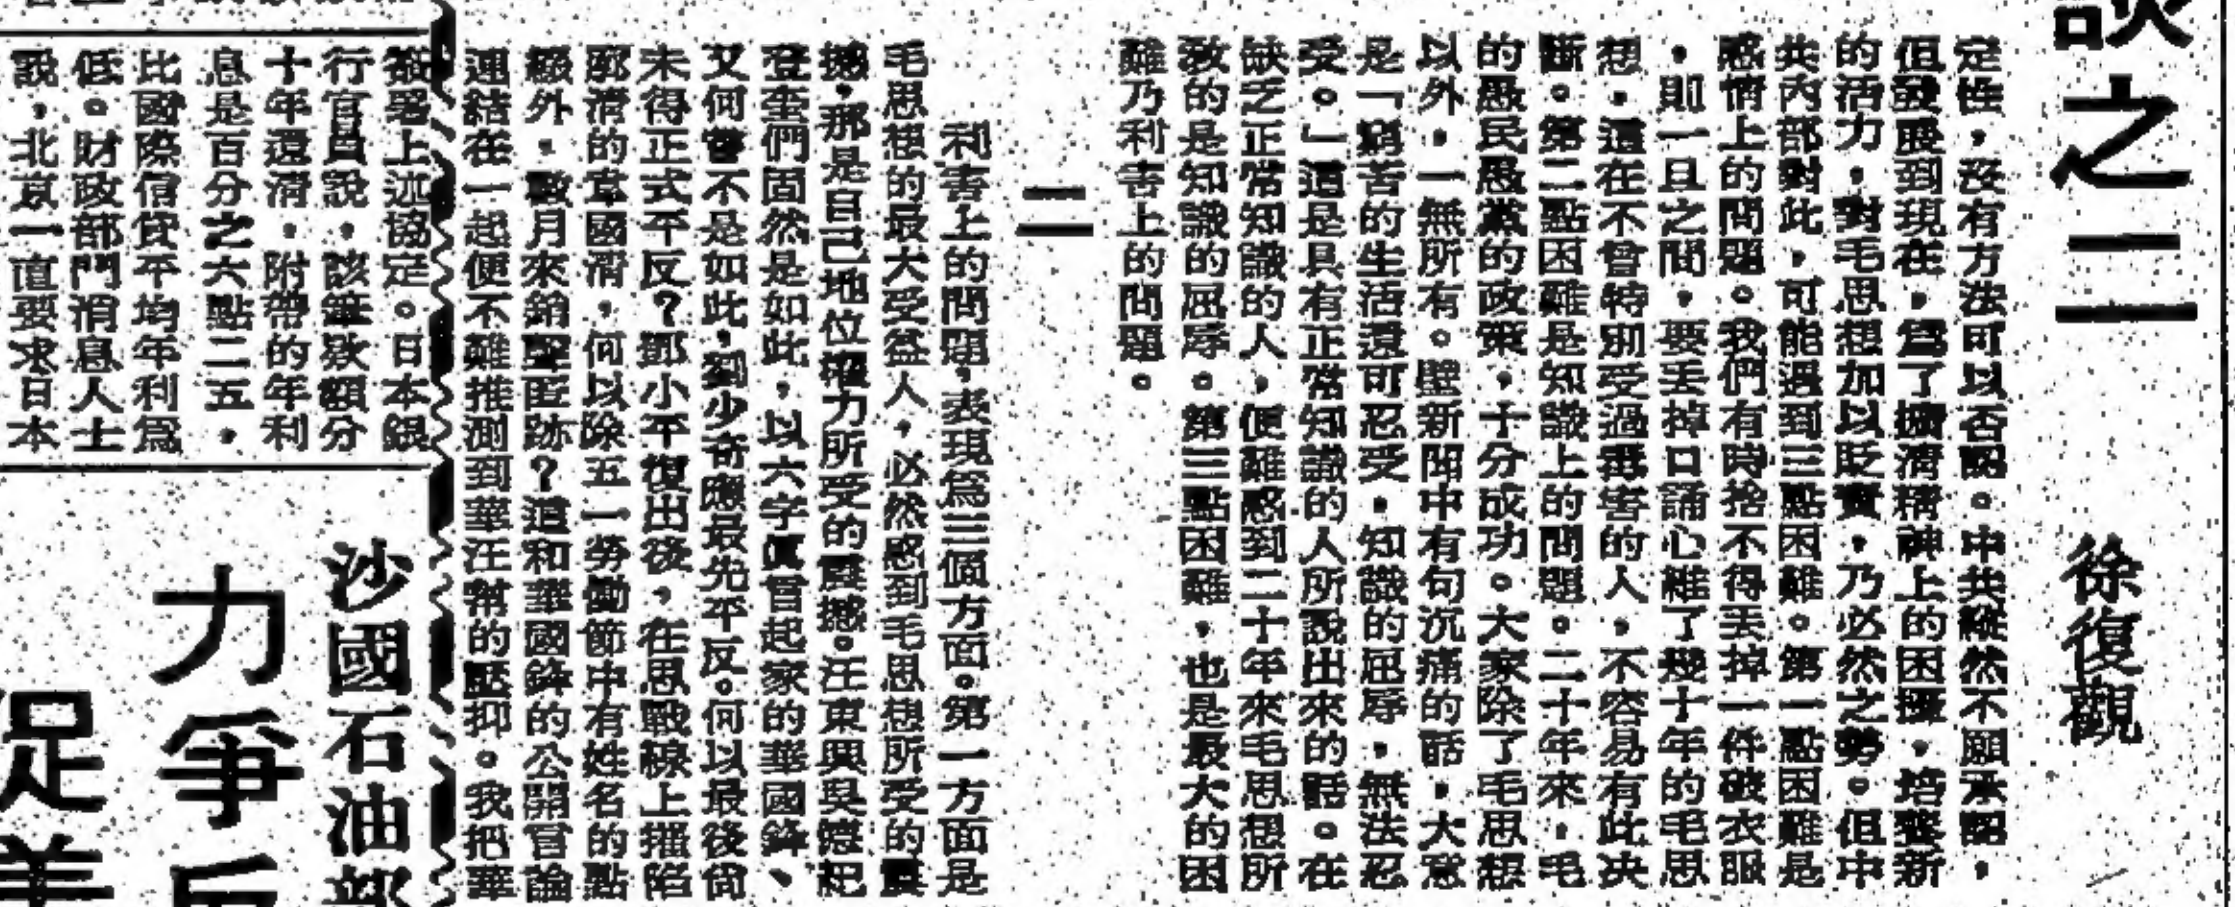 談之二
徐復觀
定性，沒有方法可以否認。中共縱然不願承認，
但發展到現在，爲了擴清精神上的困擾，培養新
的活力，對毛思想加以貶責，乃必然之勢。但中
共內部對此，可能遇到三點困難。第一點困難是
感情上的問題。我們有時捨不得丢掉一件破衣服
，則一旦之間，要丢掉口誦心維了幾十年的毛思
想，這在不曾特別受過毒害的人，不容易有此决
斷。第二點困難是知識上的問題。二十年來，毛
的愚民愚黨的政策，十分成功。大家除了毛思想
以外，一無所有。壁新聞中有句沉痛的話，大意
是「窮苦的生活還可忍受，知識的屈辱，無法忍
受。」這是具有正常知識的人所說出來的話。在
缺乏正常知識的人，便難感到二十年來毛思想所
教的是知識的屈辱。第三點困難，也是最大的困
難乃利害上的問題。
二
利害上的問題，表現爲三個方面。第一方面是
毛思想的最大受益人，必然感到毛思想所受的震
撼，那是自己地位權力所受的震撼。汪東興吳德紀
登奎們固然是如此，以六字眞言起家的華國鋒、
又何嘗不是如此，劉少奇應最先平反。何以最後尙
未得正式平反？鄧小平復出後，在思戰線上摧陷
廓清的韋國清，何以除五一勞働節中有姓名的點
綴外，數月來銷聲匿跡？這和華國鋒的公開言論
連結在一起便不難推測到華汪幫的壓抑。我把華
簽署上述協定。日本銀
行官員說，該筆欵額分
十年還清，附帶的年利
息是百分之六點二五，
比國際信貸平均年利爲
低。財政部門消息人士
說，北京一直要求日本
沙國石油部
力爭
促美